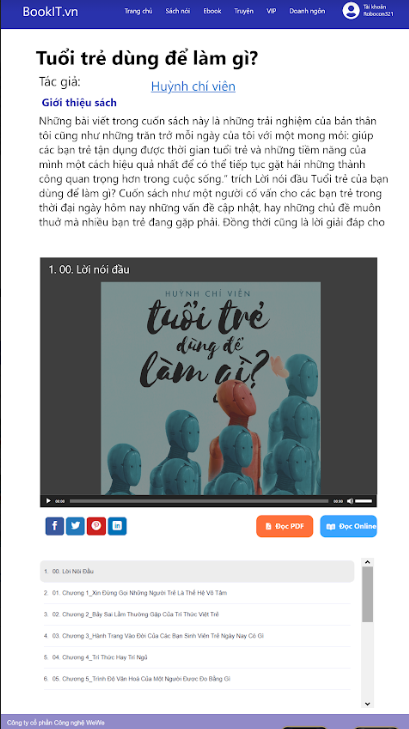 BookIT.vn
Trang chủ Sách nói Ebook Truyện VIP Doanh ngôn
Tài khoản
Robocon321
Tuổi trẻ dùng để làm gì?
Tác giả: Huỳnh chí viễn
Giới thiệu sách
Những bài viết trong cuốn sách này là những trải nghiệm của bản thân
tôi cũng như những trăn trở mỗi ngày của tôi với một mong mỏi: giúp
các bạn trẻ tận dụng được thời gian tuổi trẻ và những tiềm năng của
mình một cách hiệu quả nhất để có thể tiếp tục gặt hái những thành
công quan trọng hơn trong cuộc sống.” trích Lời nói đầu Tuổi trẻ của bạn
dùng để làm gì? Cuốn sách như một người cố vấn cho các bạn trẻ trong
thời đại ngày hôm nay những vấn đề cập nhật, hay những chủ đề muôn
thuở mà nhiều bạn trẻ đang gặp phải. Đồng thời cũng là lời giải đáp cho
1. 00. Lời nói đầu
HUỲNH CHÍ VIỄN
tuổi trẻ
dùng để
làm gì?
00:00 00:00
Đọc PDF Đọc Online
1. 00. Lời Nói Đầu
2. 01. Chương 1_Xin Đừng Gọi Những Người Trẻ Là Thế Hệ Vô Tâm
3. 02. Chương 2_Bảy Sai Lầm Thường Gặp Của Trí Thức Việt Trẻ
4. 03. Chương 3_Hành Trang Vào Đời Của Các Bạn Sinh Viên Trẻ Ngày Nay Có Gì
5. 04. Chương 4_Trí Thức Hay Trí Ngủ
6. 05. Chương 5_Trình Độ Văn Hoá Của Một Người Được Đo Bằng Gì
Công ty cổ phần Công nghệ WeWe